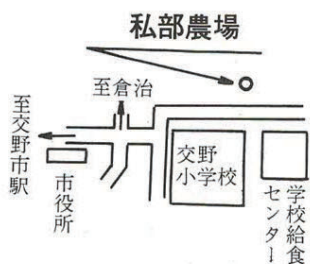 私部農場
至倉治
至交野市駅
市役所
交野
小学校
学校給食
センター